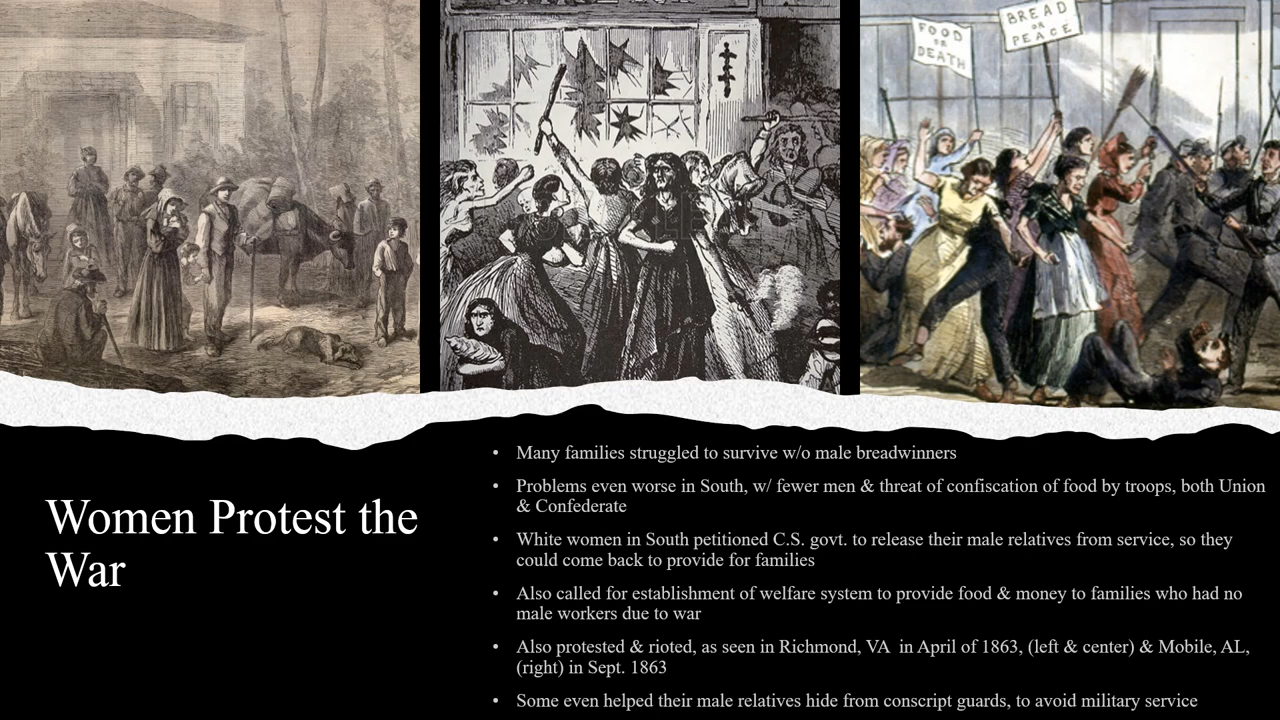 FOOD
OR
DEATH
BREAD
OR
PEACE
Women Protest the
War
• Many families struggled to survive w/o male breadwinners
• Problems even worse in South, w/ fewer men & threat of confiscation of food by troops, both Union
& Confederate
• White women in South petitioned C.S. govt. to release their male relatives from service, so they
could come back to provide for families
• Also called for establishment of welfare system to provide food & money to families who had no
male workers due to war
• Also protested & rioted, as seen in Richmond, VA  in April of 1863, (left & center) & Mobile, AL,
(right) in Sept. 1863
• Some even helped their male relatives hide from conscript guards, to avoid military service